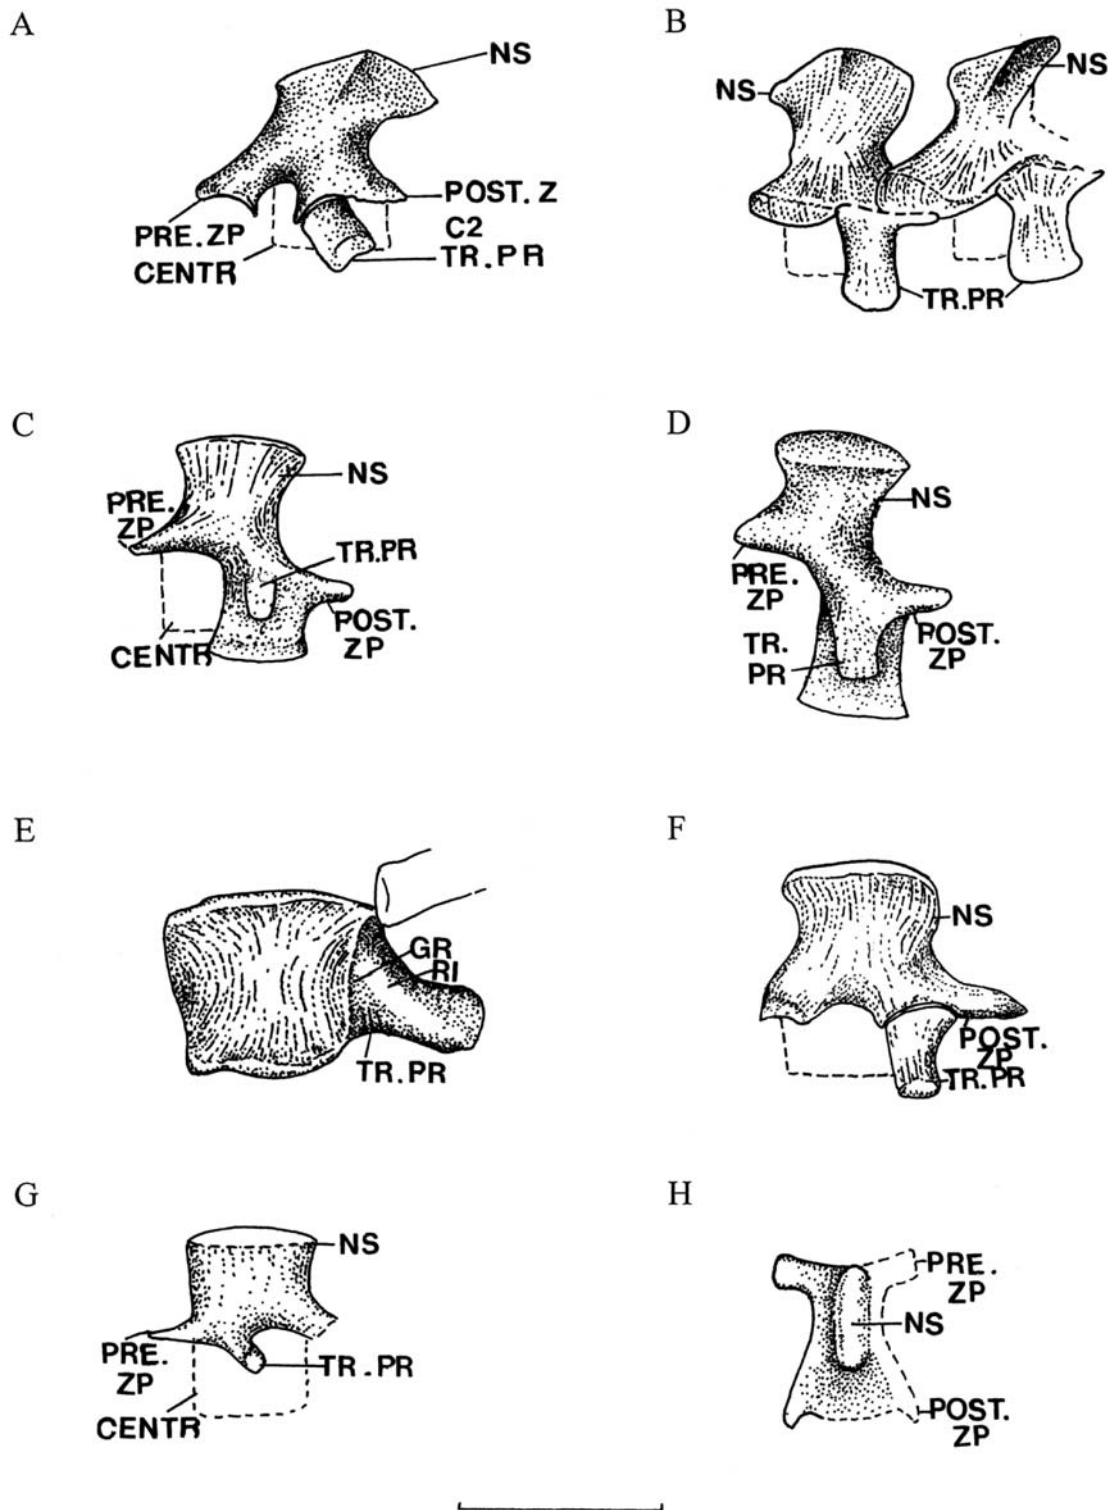 A
NS
PRE.ZP
CENTR
POST. Z
C2
TR.PR
B
NS
NS
TR.PR
C
NS
PRE.
ZP
TR.PR
POST.
ZP
CENTR
D
NS
PRE.
ZP
TR.
PR
POST.
ZP
E
GR
RI
TR.PR
F
NS
POST.
ZP
TR.PR
G
NS
PRE.
ZP
TR.PR
CENTR
H
PRE.
ZP
NS
POST.
ZP